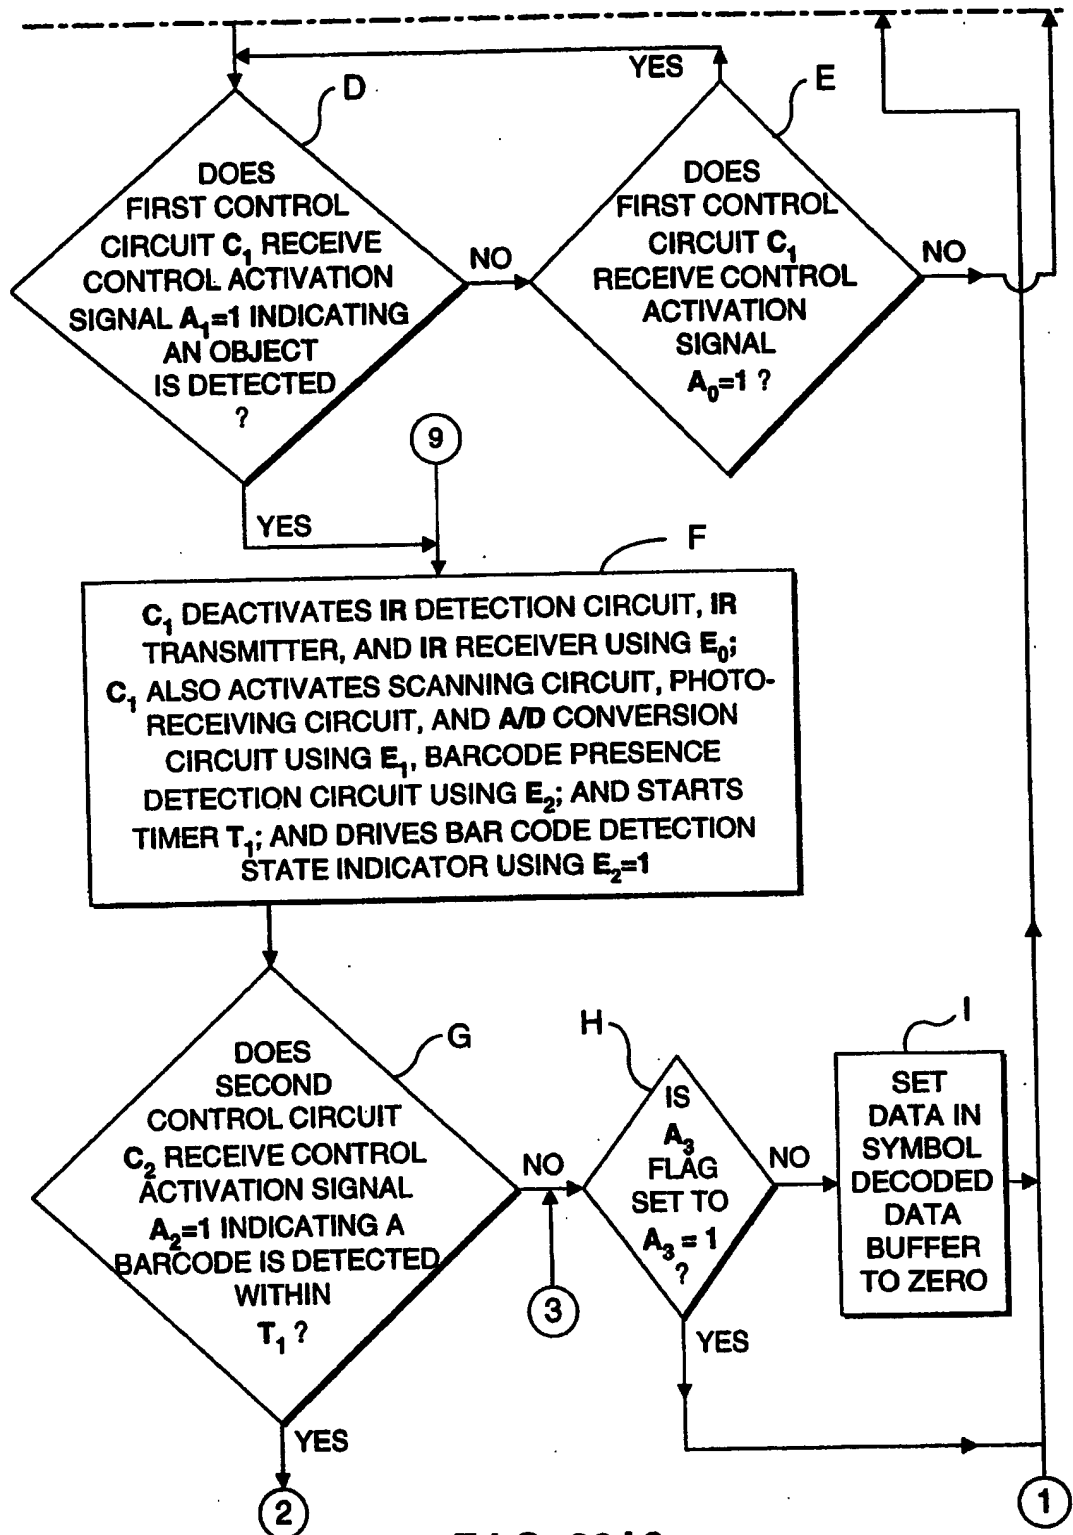 YES
D
E
DOES
FIRST CONTROL
CIRCUIT C₁ RECEIVE
CONTROL ACTIVATION
SIGNAL A₁=1 INDICATING
AN OBJECT
IS DETECTED
?
NO
DOES
FIRST CONTROL
CIRCUIT C₁
RECEIVE CONTROL
ACTIVATION
SIGNAL
A₀=1 ?
NO
9
YES
F
C₁ DEACTIVATES IR DETECTION CIRCUIT, IR
TRANSMITTER, AND IR RECEIVER USING E₀;
C₁ ALSO ACTIVATES SCANNING CIRCUIT, PHOTO-
RECEIVING CIRCUIT, AND A/D CONVERSION
CIRCUIT USING E₁, BARCODE PRESENCE
DETECTION CIRCUIT USING E₂; AND STARTS
TIMER T₁; AND DRIVES BAR CODE DETECTION
STATE INDICATOR USING E₂=1
G
DOES
SECOND
CONTROL CIRCUIT
C₂ RECEIVE CONTROL
ACTIVATION SIGNAL
A₂=1 INDICATING A
BARCODE IS DETECTED
WITHIN
T₁ ?
NO
3
H
IS
A₃
FLAG
SET TO
A₃ = 1
?
NO
I
SET
DATA IN
SYMBOL
DECODED
DATA
BUFFER
TO ZERO
YES
YES
2
1